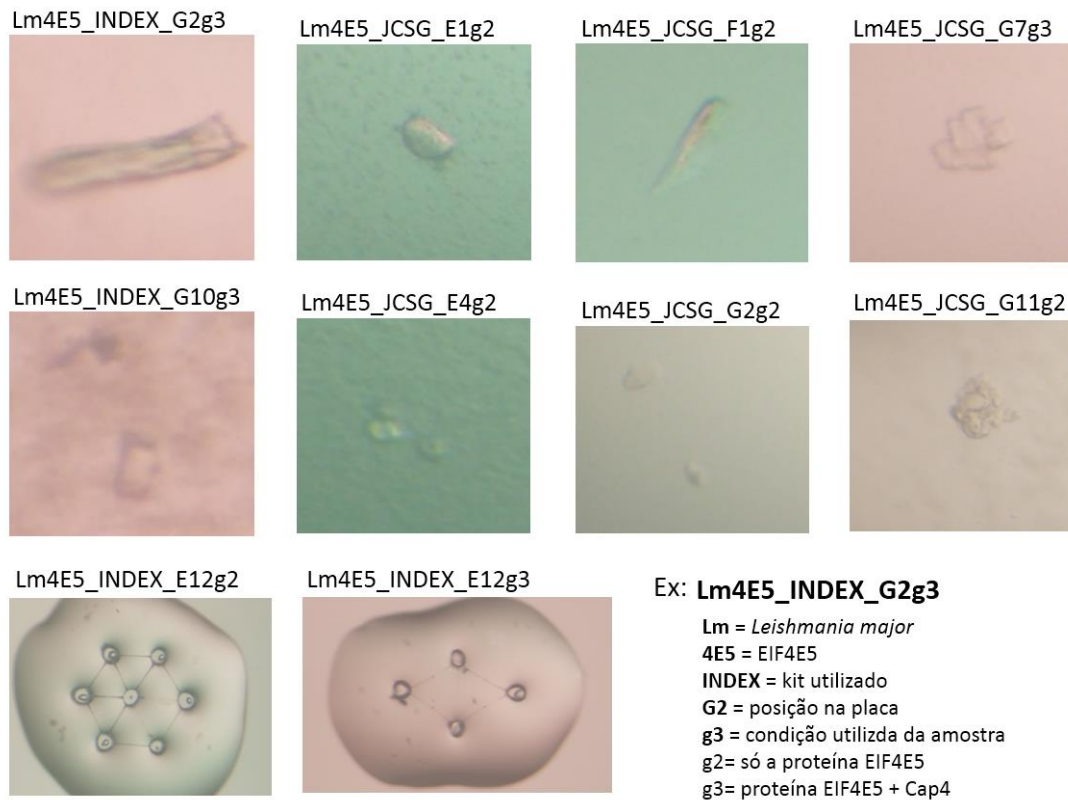 Lm4E5_INDEX_G2g3
Lm4E5_JCSG_E1g2
Lm4E5_JCSG_F1g2
Lm4E5_JCSG_G7g3
Lm4E5_INDEX_G10g3
Lm4E5_JCSG_E4g2
Lm4E5_JCSG_G2g2
Lm4E5_JCSG_G11g2
Lm4E5_INDEX_E12g2
Lm4E5_INDEX_E12g3
Ex: Lm4E5_INDEX_G2g3
Lm = Leishmania major
4E5 = EIF4E5
INDEX = kit utilizado
G2 = posição na placa
g3 = condição utilizda da amostra
g2= só a proteína EIF4E5
g3= proteína EIF4E5 + Cap4